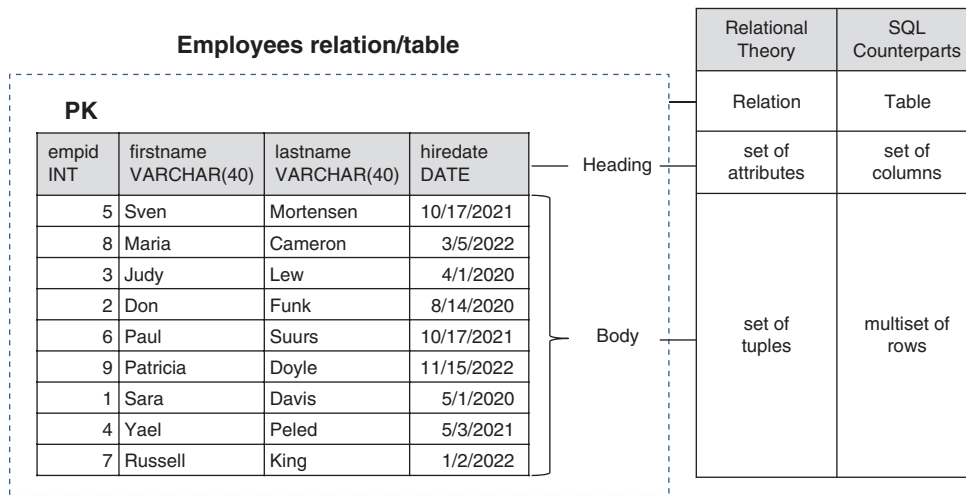 Employees relation/table
PK
empid INT firstname VARCHAR(40) lastname VARCHAR(40) hiredate DATE
5 Sven Mortensen 10/17/2021
8 Maria Cameron 3/5/2022
3 Judy Lew 4/1/2020
2 Don Funk 8/14/2020
6 Paul Suurs 10/17/2021
9 Patricia Doyle 11/15/2022
1 Sara Davis 5/1/2020
4 Yael Peled 5/3/2021
7 Russell King 1/2/2022
Heading
Body
Relational Theory SQL Counterparts
Relation Table
set of attributes set of columns
set of tuples multiset of rows